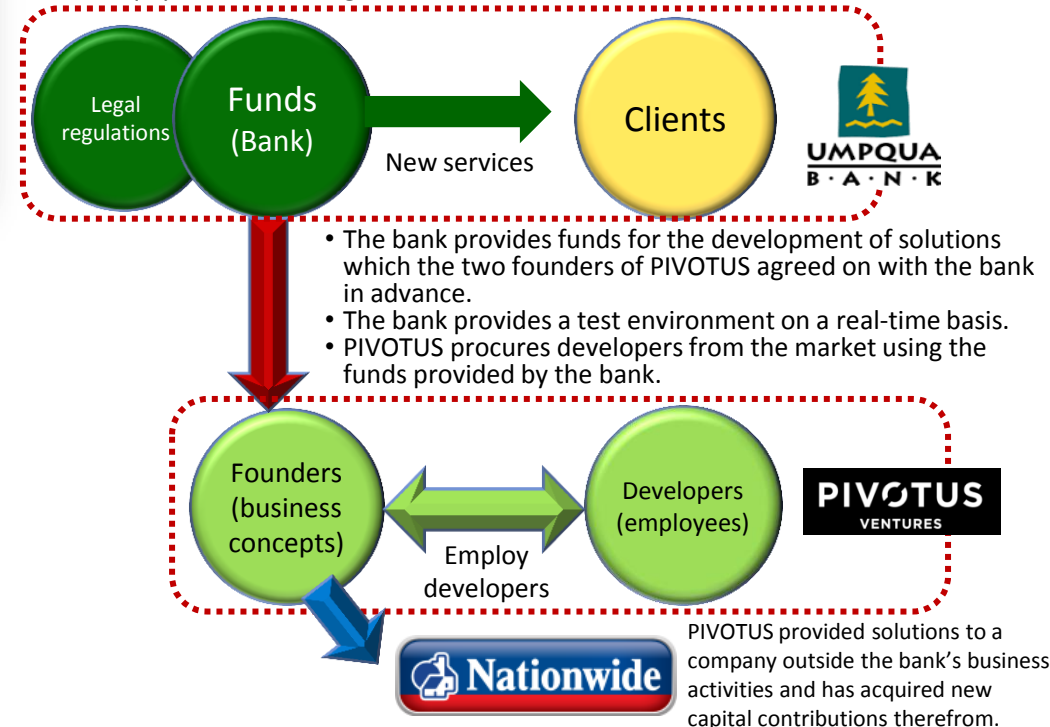 Legal
regulations
Funds
(Bank)
New services
Clients
UMPQUA
B·A·N·K
• The bank provides funds for the development of solutions
which the two founders of PIVOTUS agreed on with the bank
in advance.
• The bank provides a test environment on a real-time basis.
• PIVOTUS procures developers from the market using the
funds provided by the bank.
Founders
(business
concepts)
Employ
developers
Developers
(employees)
PIVOTUS
VENTURES
Nationwide
PIVOTUS provided solutions to a
company outside the bank's business
activities and has acquired new
capital contributions therefrom.